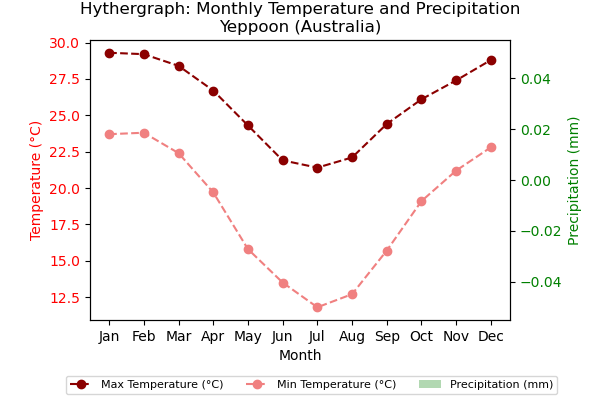 Hythergraph: Monthly Temperature and Precipitation
Yeppoon (Australia)
30.0
27.5
25.0
22.5
20.0
17.5
15.0
12.5
Temperature (°C)
0.04
0.02
0.00
−0.02
−0.04
Precipitation (mm)
Jan Feb Mar Apr May Jun Jul Aug Sep Oct Nov Dec
Month
Max Temperature (°C) Min Temperature (°C) Precipitation (mm)